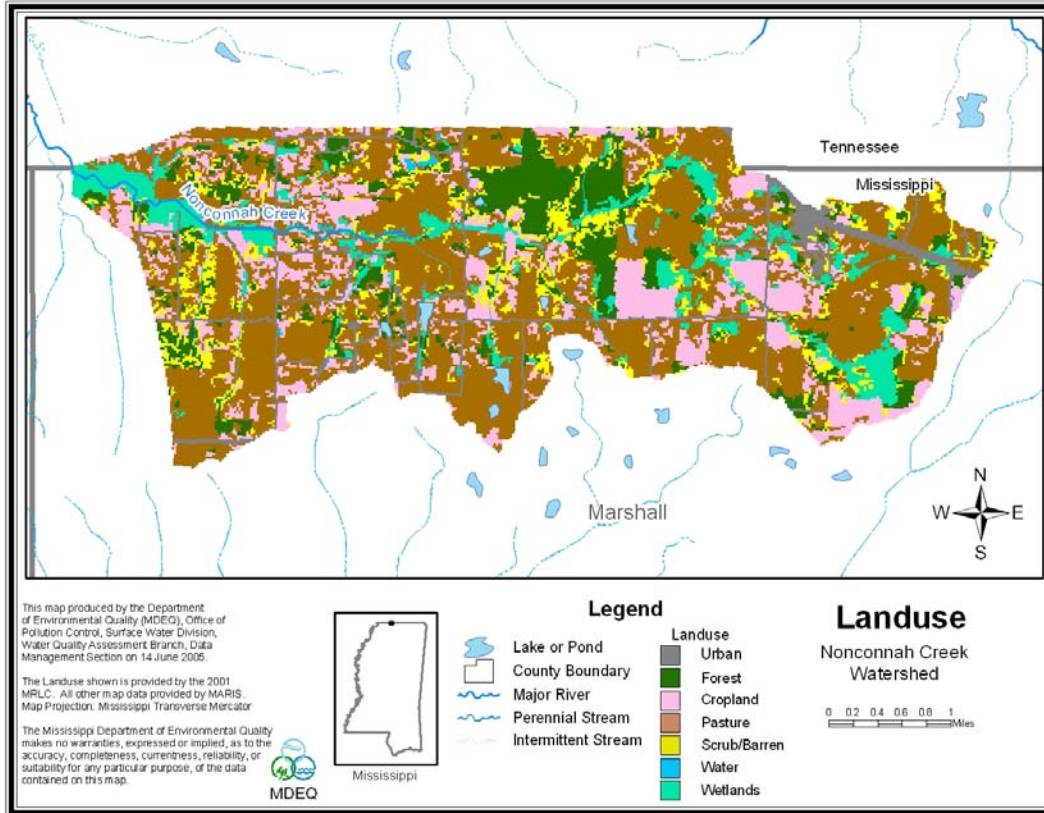 Tennessee
Mississippi
Nonconnah Creek
Marshall
N
W E
S
This map produced by the Department
of Environmental Quality (MDEQ), Office of
Pollution Control, Surface Water Division,
Water Quality Assessment Branch, Data
Management Section on 14 June 2005.
The Landuse shown is provided by the 2001
MRLC. All other map data provided by MARIS.
Map Projection: Mississippi Transverse Mercator
The Mississippi Department of Environmental Quality
makes no warranties, expressed or implied, as to the
accuracy, completeness, currentness, reliability, or
suitability for any particular purpose, of the data
contained on this map.
MDEQ
Mississippi
Legend
Lake or Pond
County Boundary
Major River
Perennial Stream
Intermittent Stream
Landuse
Urban
Forest
Cropland
Pasture
Scrub/Barren
Water
Wetlands
Landuse
Nonconnah Creek
Watershed
0 0.2 0.4 0.6 0.8 1
Miles